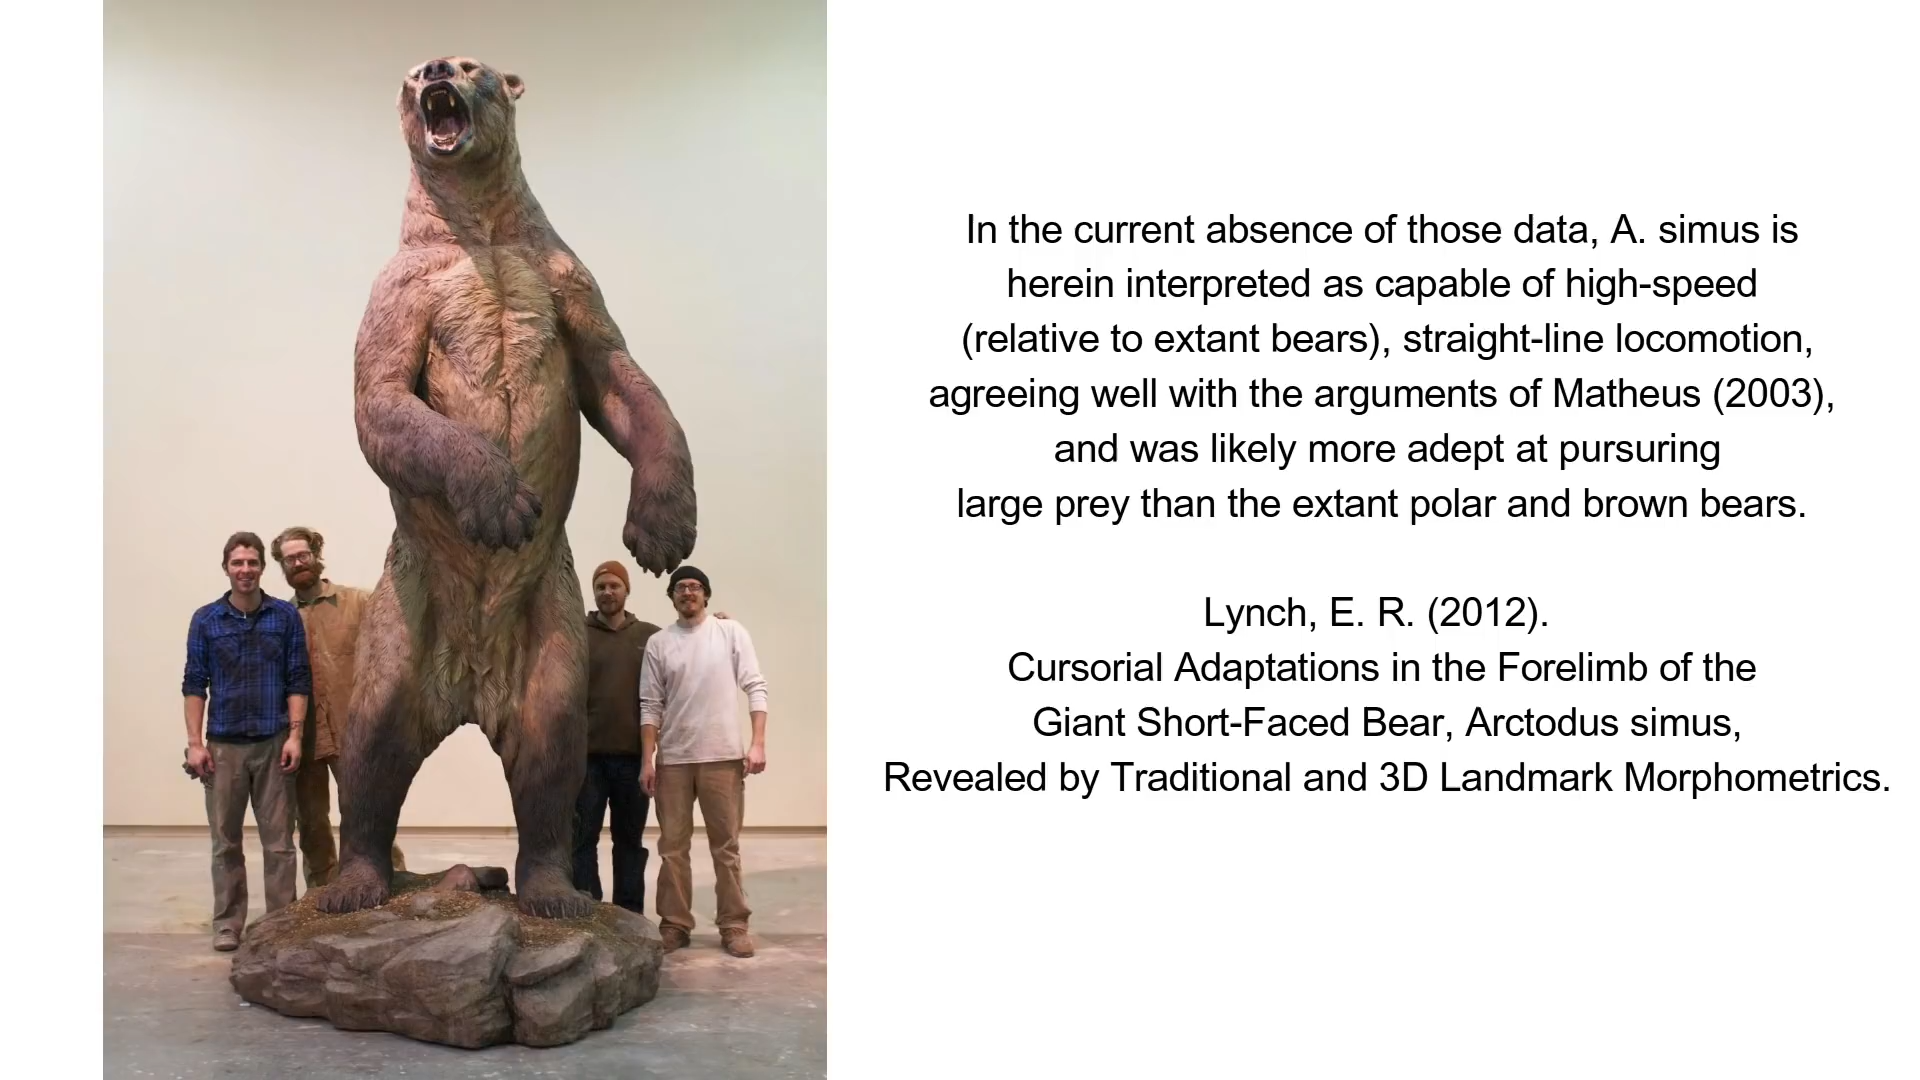 In the current absence of those data, A. simus is
herein interpreted as capable of high-speed
(relative to extant bears), straight-line locomotion,
agreeing well with the arguments of Matheus (2003),
and was likely more adept at pursuring
large prey than the extant polar and brown bears.
Lynch, E. R. (2012).
Cursorial Adaptations in the Forelimb of the
Giant Short-Faced Bear, Arctodus simus,
Revealed by Traditional and 3D Landmark Morphometrics.